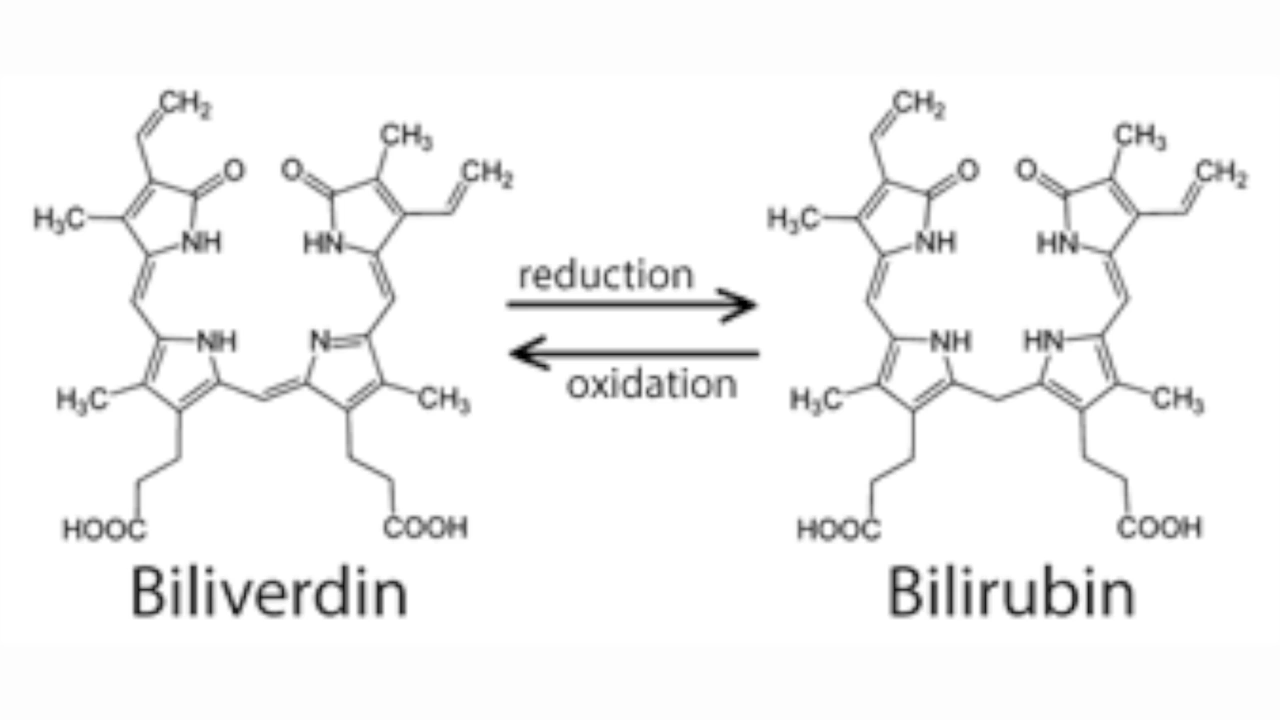 CH₂
CH₃
O
O
CH₂
H₃C
NH
HN
NH
N
H₃C
CH₃
HOOC
COOH
Biliverdin
reduction
oxidation
CH₂
CH₃
O
O
CH₂
H₃C
NH
HN
NH
HN
H₃C
CH₃
HOOC
COOH
Bilirubin